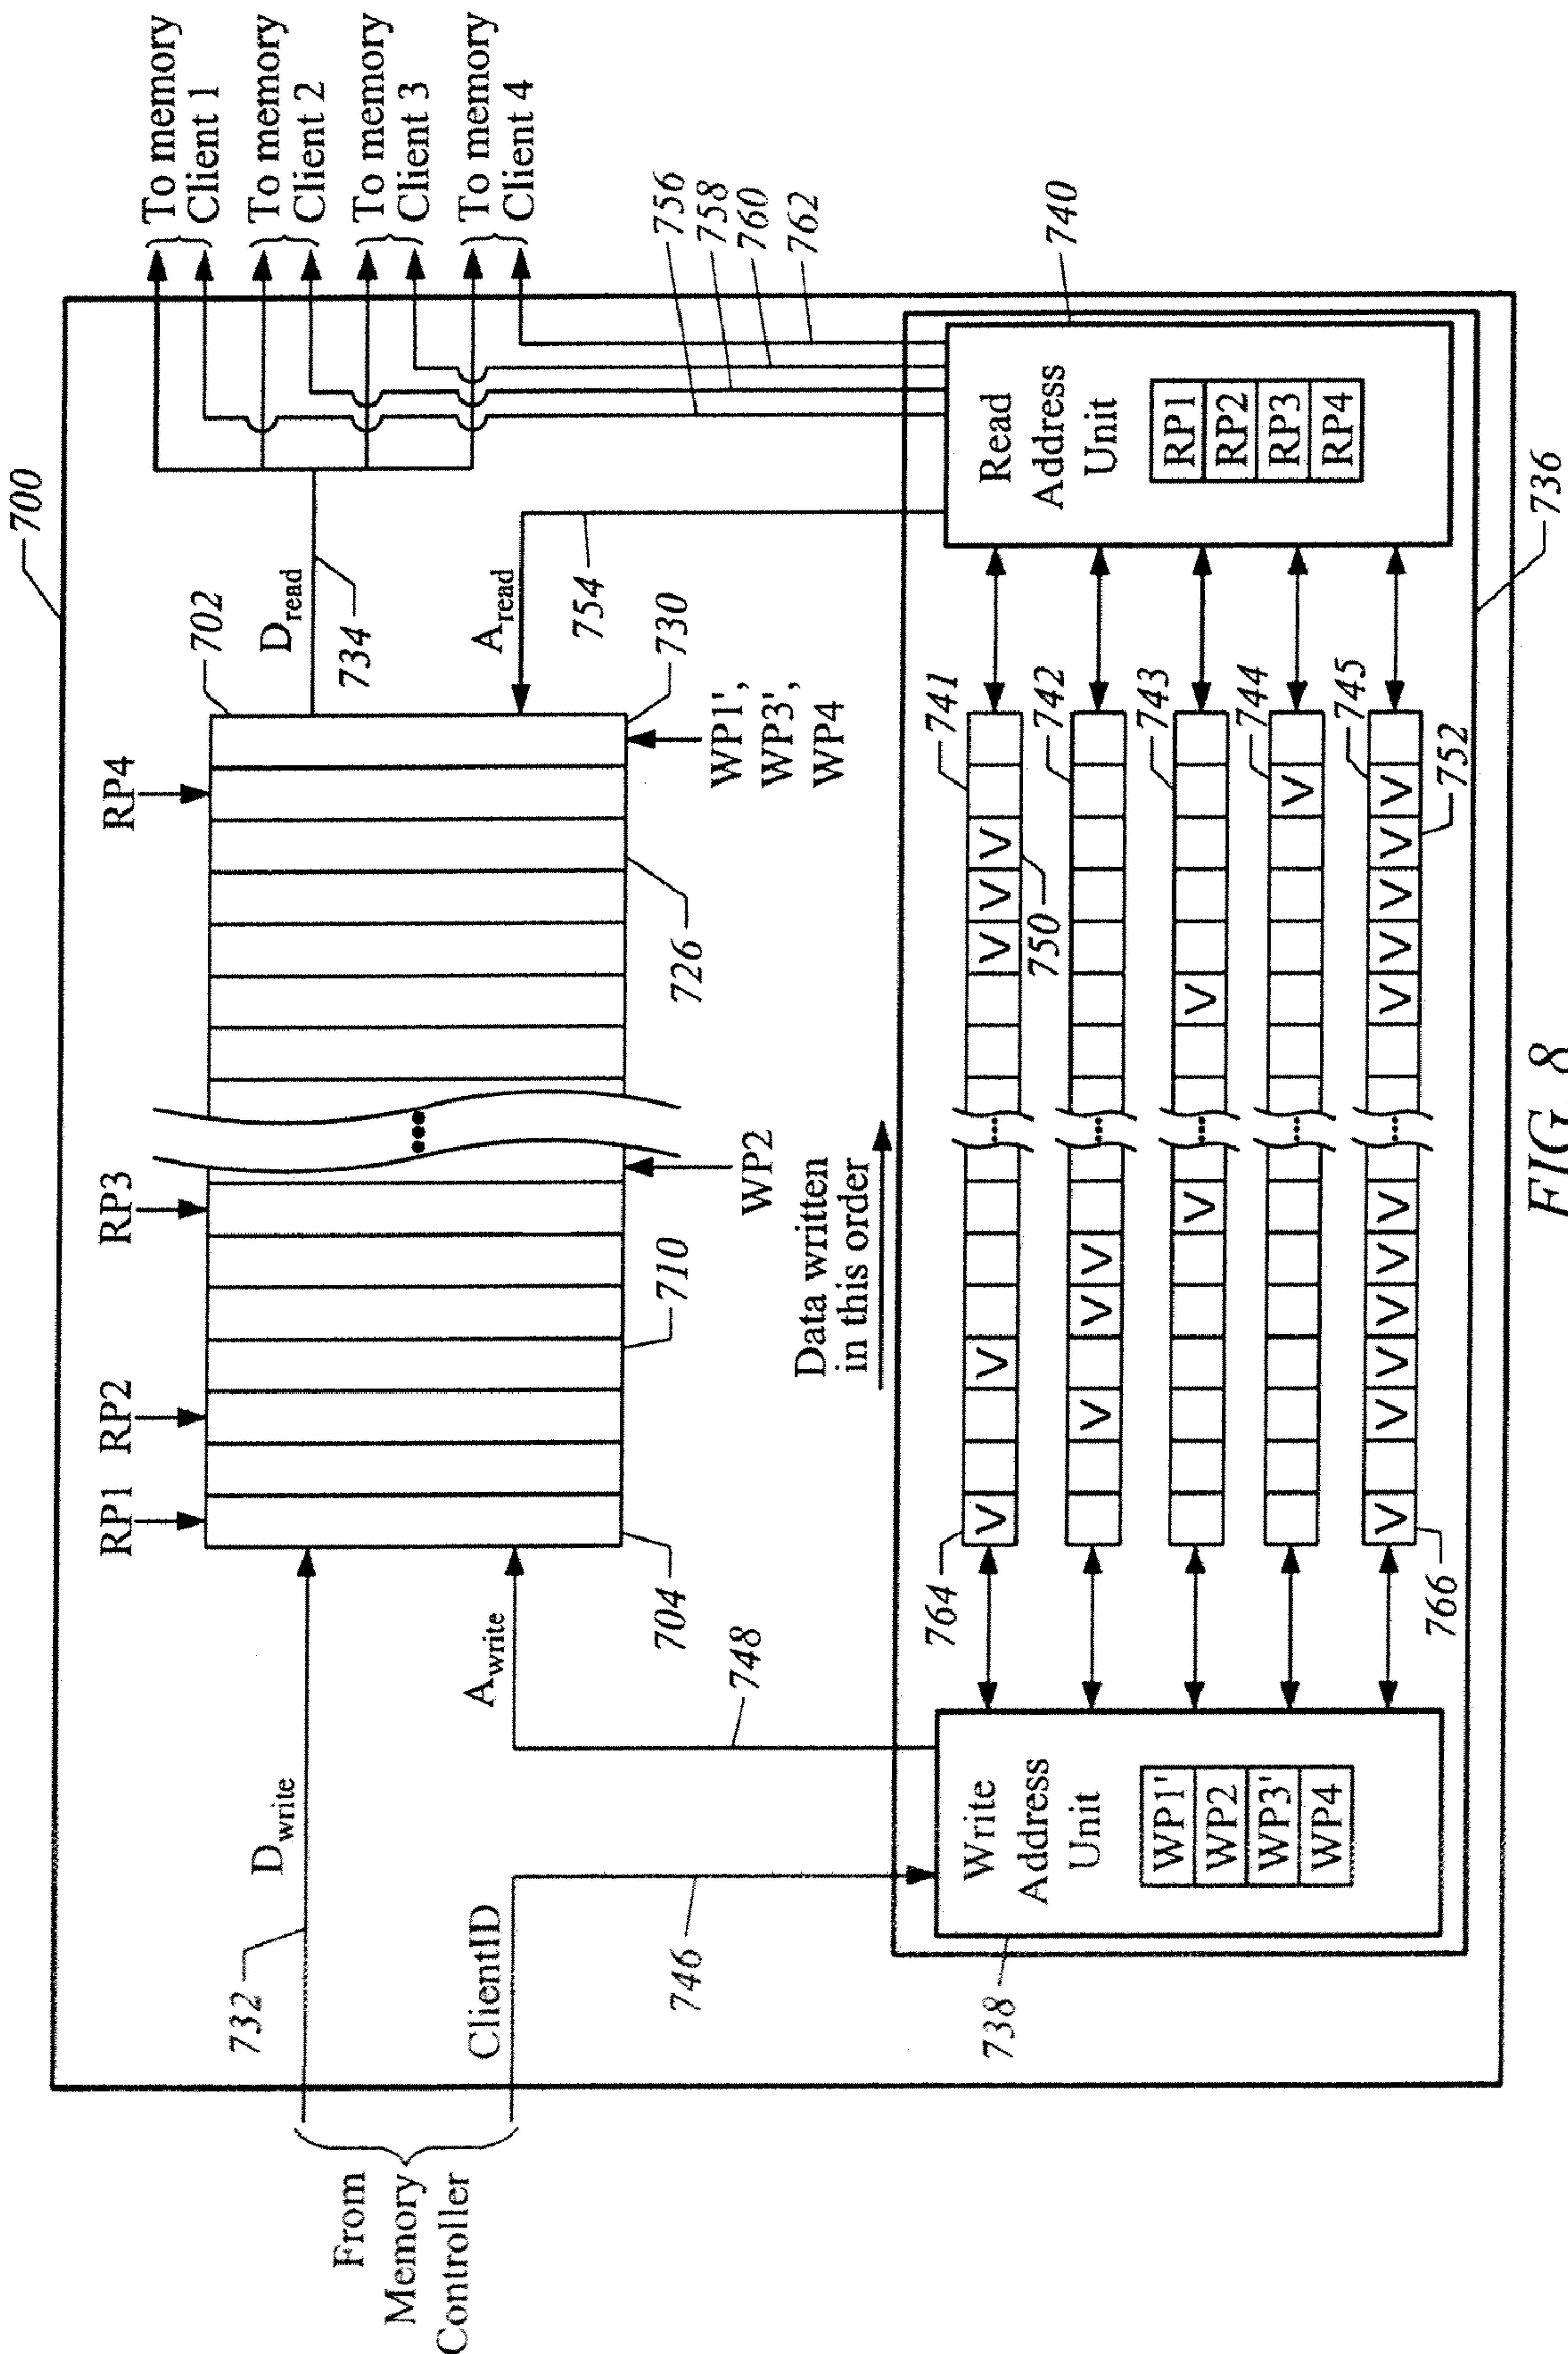 700
From
Memory
Controller
732
D_write
ClientID
746
A_write
748
704
RP1
RP2
RP3
RP4
710
WP2
726
702
D_read
734
A_read
754
730
WP1',
WP3',
WP4
To memory
Client 1
To memory
Client 2
To memory
Client 3
To memory
Client 4
756
758
760
762
740
Data written
in this order
738
Write
Address
Unit
WP1'
WP2
WP3'
WP4
764
V V V V V
741
750
V V V
742
V V
743
V
744
V V V V V V V V V V V
745
752
766
Read
Address
Unit
RP1
RP2
RP3
RP4
736
FIG. 8